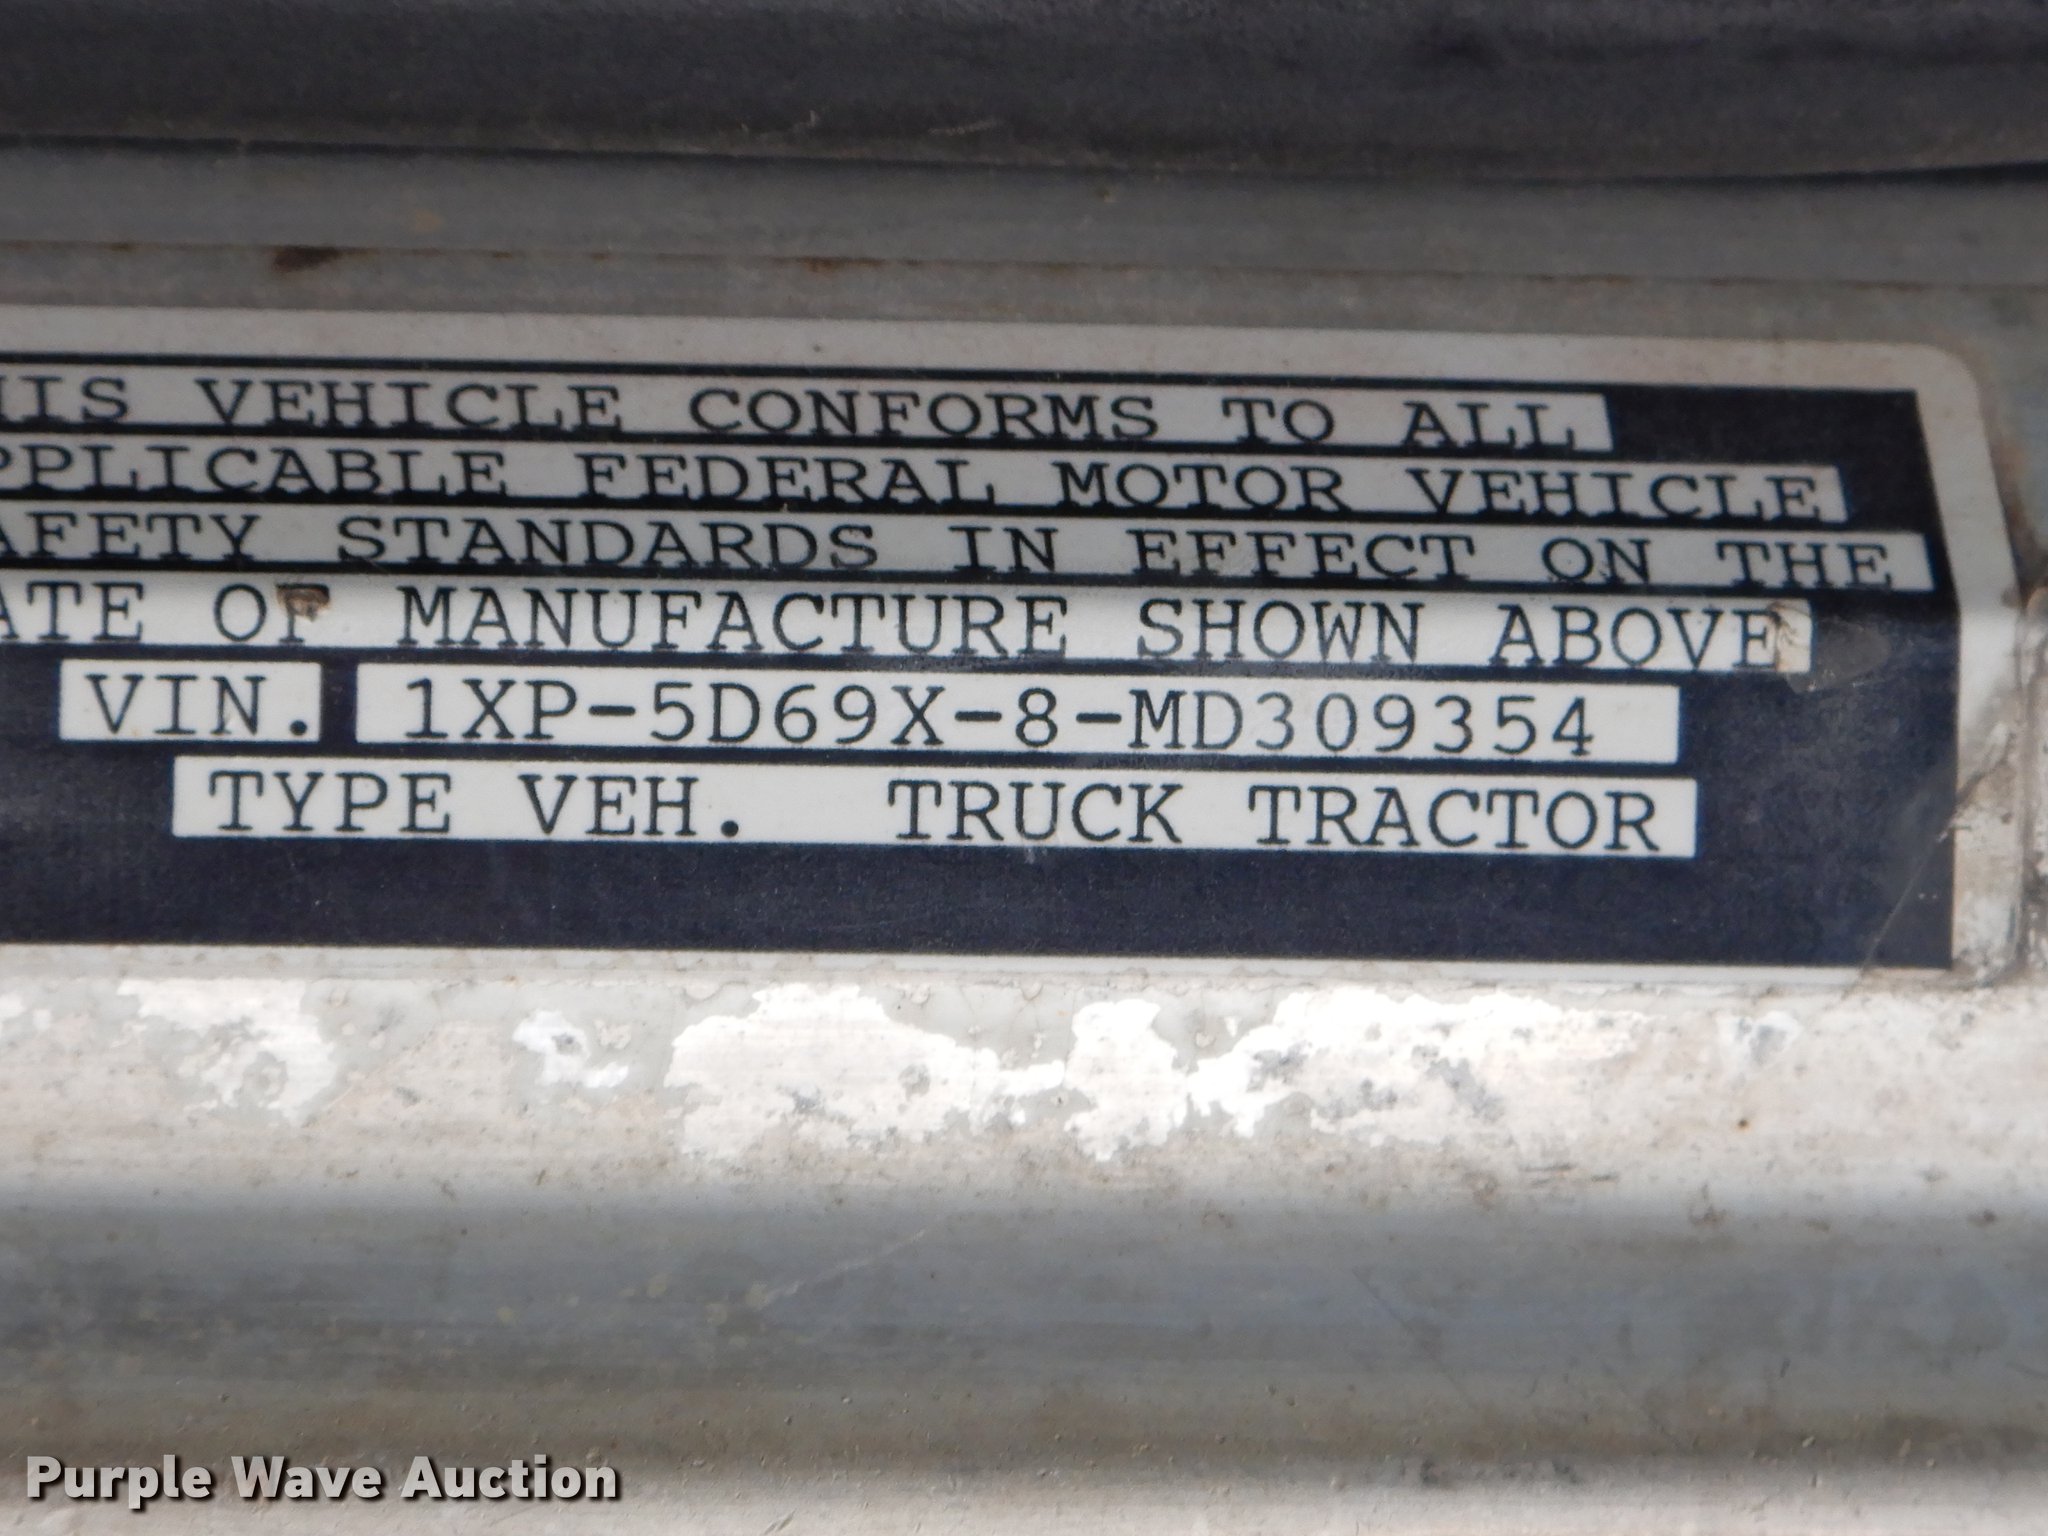 HIS VEHICLE CONFORMS TO ALL
PPLICABLE FEDERAL MOTOR VEHICLE
AFETY STANDARDS IN EFFECT ON THE
ATE OF MANUFACTURE SHOWN ABOVE
VIN. 1XP-5D69X-8-MD309354
TYPE VEH. TRUCK TRACTOR
Purple Wave Auction